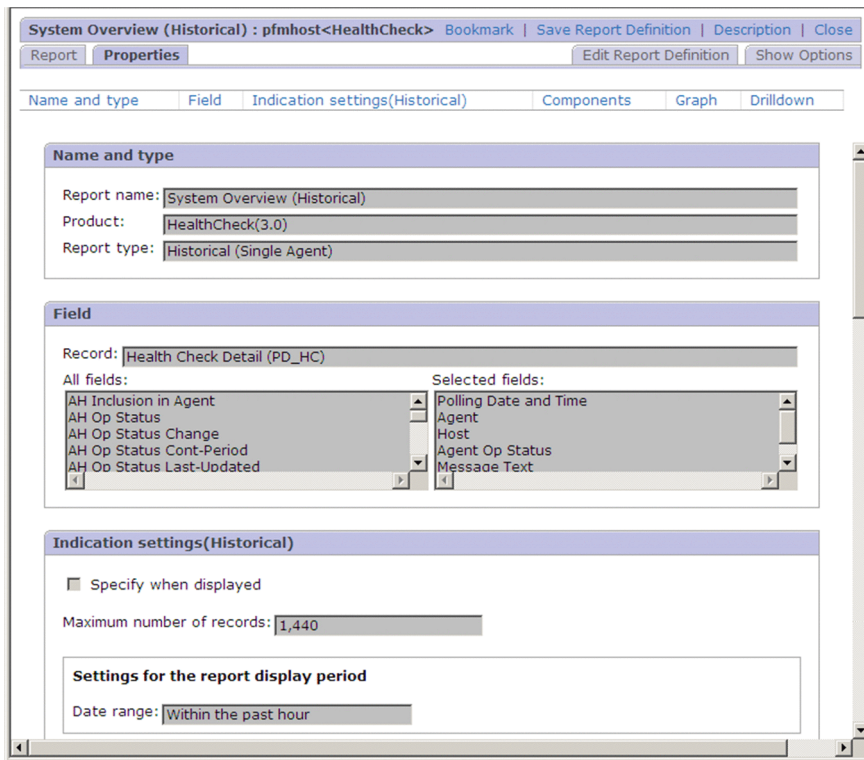 System Overview (Historical) : pfmhost<HealthCheck> Bookmark | Save Report Definition | Description | Close
Report Properties Edit Report Definition Show Options
Name and type Field Indication settings(Historical) Components Graph Drilldown
Name and type
Report name: System Overview (Historical)
Product: HealthCheck(3.0)
Report type: Historical (Single Agent)
Field
Record: Health Check Detail (PD_HC)
All fields: Selected fields:
AH Inclusion in Agent Polling Date and Time
AH Op Status Agent
AH Op Status Change Host
AH Op Status Cont-Period Agent Op Status
AH Op Status Last-Updated Message Text
Indication settings(Historical)
Specify when displayed
Maximum number of records: 1,440
Settings for the report display period
Date range: Within the past hour